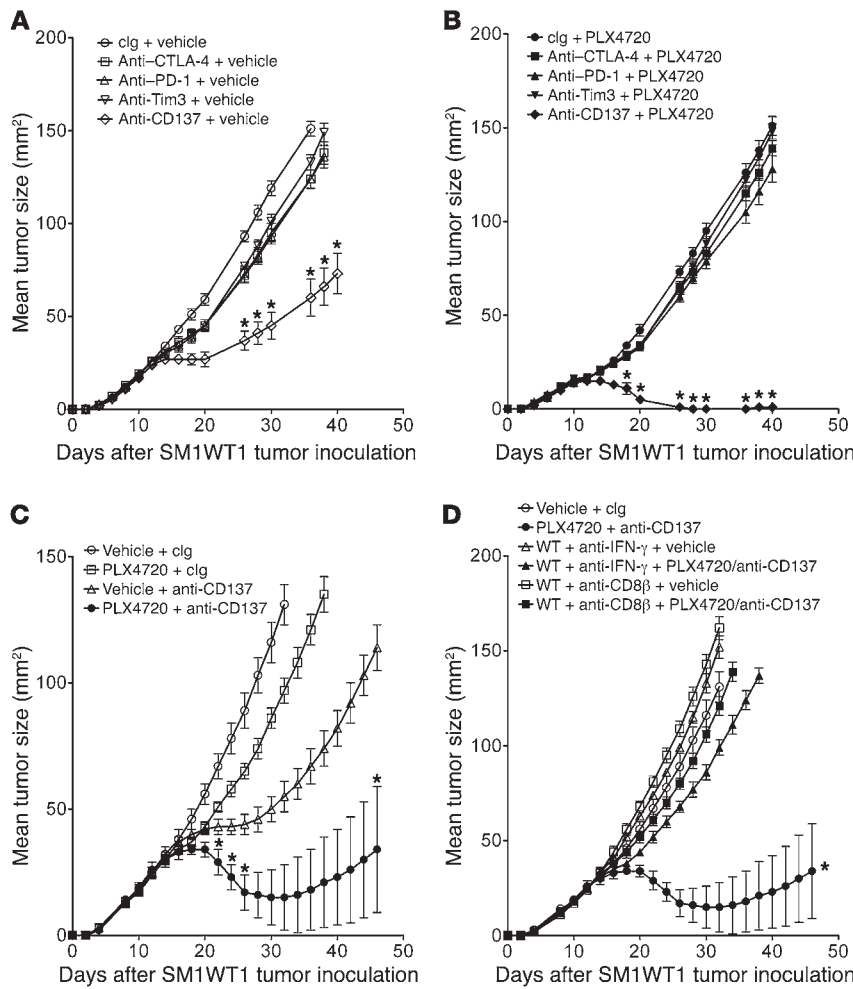 A
200
150
100
50
0
Mean tumor size (mm²)
cIg + vehicle
Anti–CTLA-4 + vehicle
Anti–PD-1 + vehicle
Anti-Tim3 + vehicle
Anti-CD137 + vehicle
* * * * * *
0 10 20 30 40 50
Days after SM1WT1 tumor inoculation
B
200
150
100
50
0
Mean tumor size (mm²)
cIg + PLX4720
Anti–CTLA-4 + PLX4720
Anti–PD-1 + PLX4720
Anti-Tim3 + PLX4720
Anti-CD137 + PLX4720
* * * * * * * *
0 10 20 30 40 50
Days after SM1WT1 tumor inoculation
C
150
100
50
0
Mean tumor size (mm²)
Vehicle + cIg
PLX4720 + cIg
Vehicle + anti-CD137
PLX4720 + anti-CD137
* * * *
0 10 20 30 40 50
Days after SM1WT1 tumor inoculation
D
200
150
100
50
0
Mean tumor size (mm²)
Vehicle + cIg
PLX4720 + anti-CD137
WT + anti-IFN-γ + vehicle
WT + anti-IFN-γ + PLX4720/anti-CD137
WT + anti-CD8β + vehicle
WT + anti-CD8β + PLX4720/anti-CD137
*
0 10 20 30 40 50
Days after SM1WT1 tumor inoculation